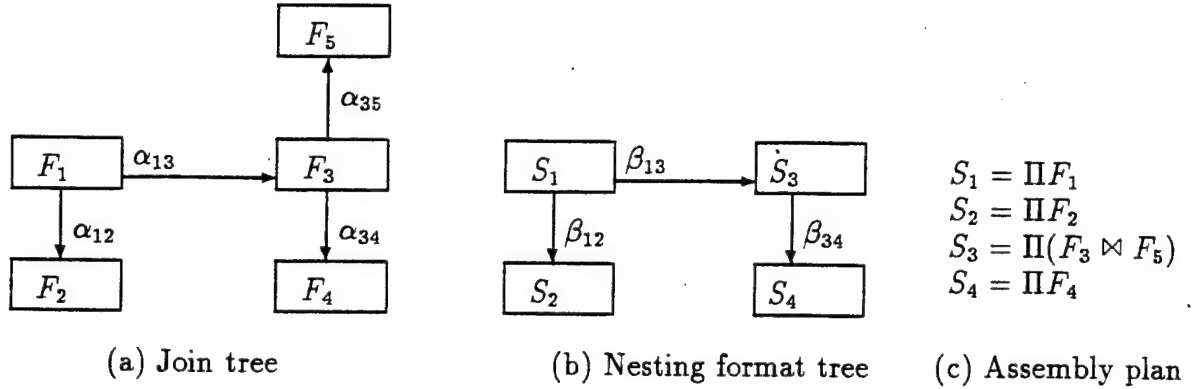 F₅
α₃₅
F₁
α₁₃
F₃
α₁₂
α₃₄
F₂
F₄
(a) Join tree
S₁
β₁₃
S₃
β₁₂
β₃₄
S₂
S₄
(b) Nesting format tree
S₁ = ΠF₁
S₂ = ΠF₂
S₃ = Π(F₃ ⋈ F₅)
S₄ = ΠF₄
(c) Assembly plan